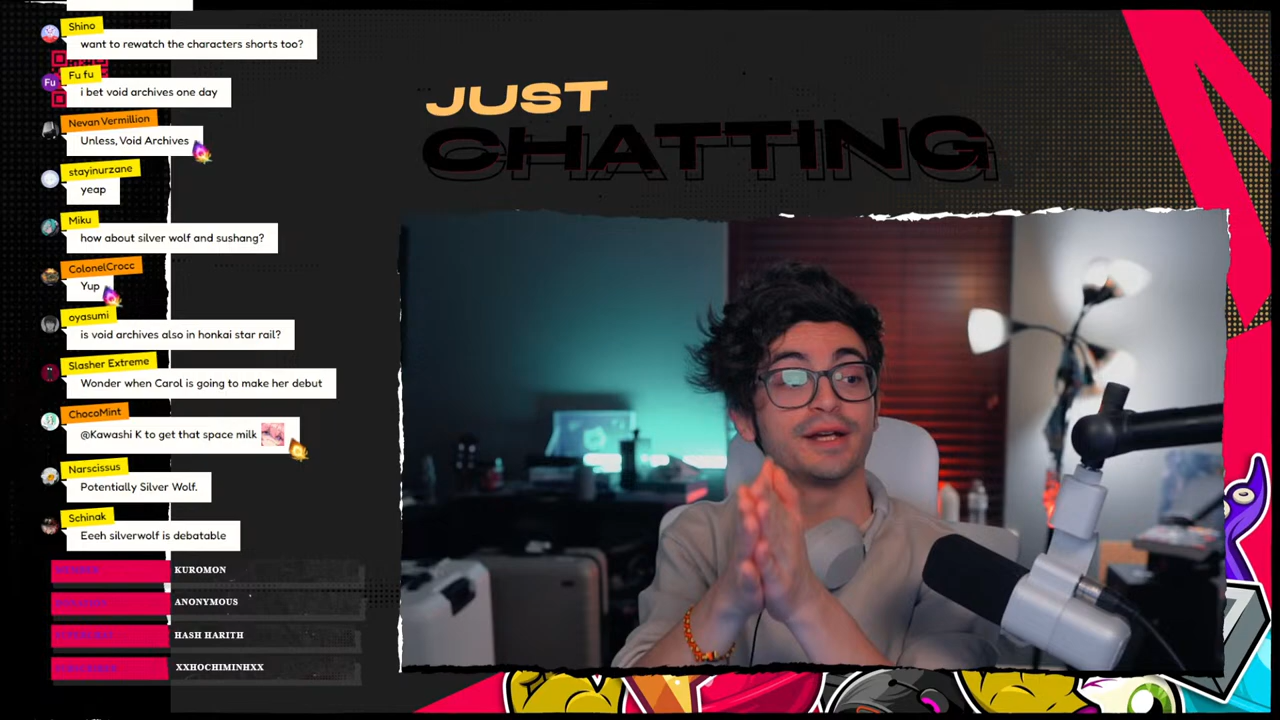 Shino
want to rewatch the characters shorts too?
Fu fu
Fu
i bet void archives one day
Nevan Vermillion
Unless, Void Archives
stayinurzane
yeap
Miku
how about silver wolf and sushang?
ColonelCrocc
Yup
oyasumi
is void archives also in honkai star rail?
Slasher Extreme
Wonder when Carol is going to make her debut
ChocoMint
@Kawashi K to get that space milk
Narscissus
Potentially Silver Wolf.
Schinak
Eeeh silverwolf is debatable
KUROMON
ANONYMOUS
HASH HARITH
XXHOCHIMINHXX
JUST
CHATTING